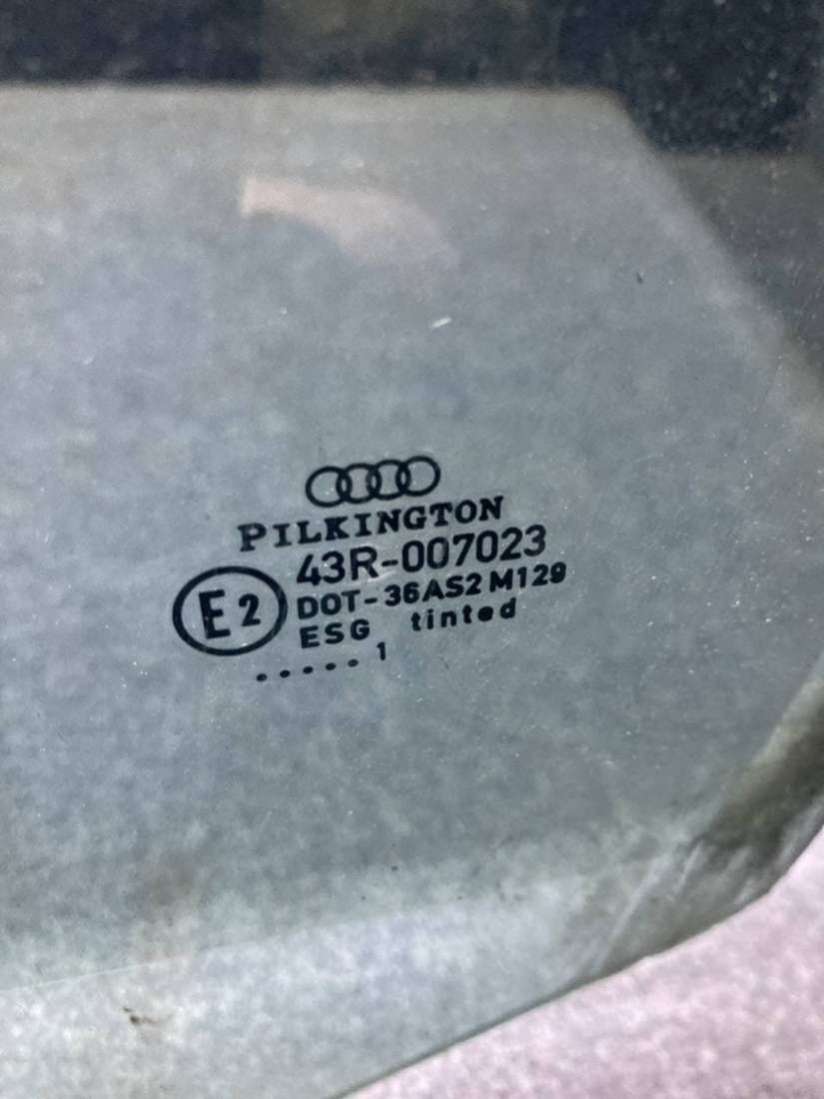 PILKINGTON
43R-007023
E2
DOT-36AS2 M129
ESG tinted
.....1